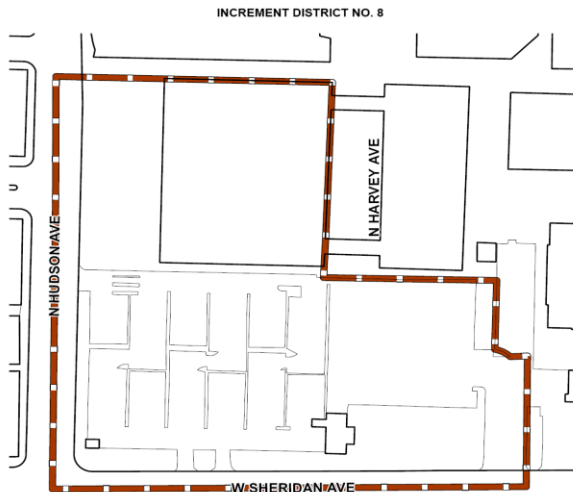 INCREMENT DISTRICT NO. 8
N HARVEY AVE
N HUDSON AVE
W SHERIDAN AVE